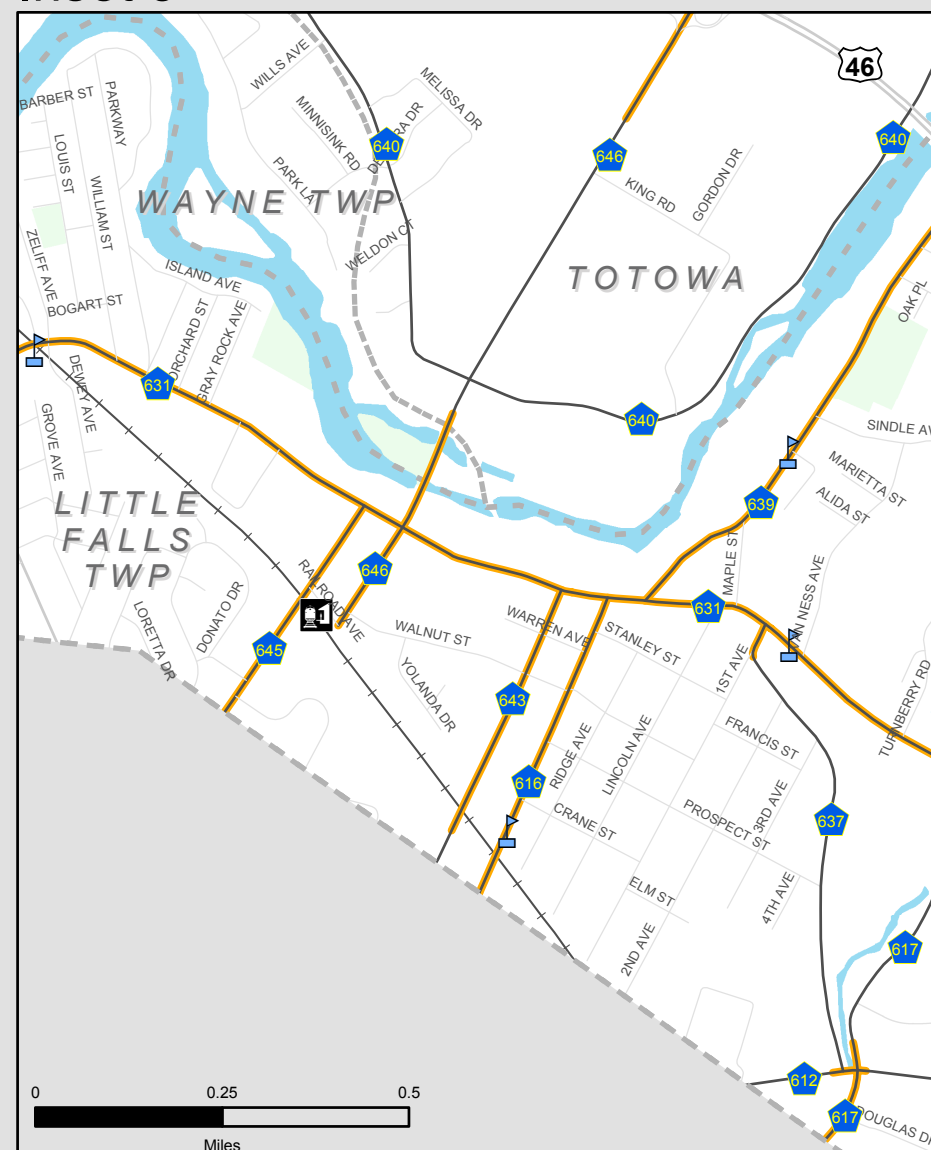 46
WILLS AVE
MELISSA DR
BARBER ST
PARKWAY
MINNISINK RD
640
640
646
LOUIS ST
PARK LA
KING RD
GORDON DR
WILLIAM ST
WAYNE TWP
WELDON CT
TOTOWA
ZELIFF AVE
ISLAND AVE
OAK PL
BOGART ST
ORCHARD ST
GRAY ROCK AVE
631
DEWEY AVE
GROVE AVE
640
SINDLE AV
MARIETTA ST
ALIDA ST
639
LITTLE
FALLS
TWP
646
RAILROAD AVE
MAPLE ST
631
LORETTA DR
DONATO DR
645
WALNUT ST
WARREN AVE
STANLEY ST
1ST AVE
YOLANDA DR
643
TURNBERRY RD
RIDGE AVE
LINCOLN AVE
FRANCIS ST
616
CRANE ST
PROSPECT ST
3RD AVE
637
ELM ST
4TH AVE
2ND AVE
617
612
617
DOUGLAS DR
0 0.25 0.5
Miles